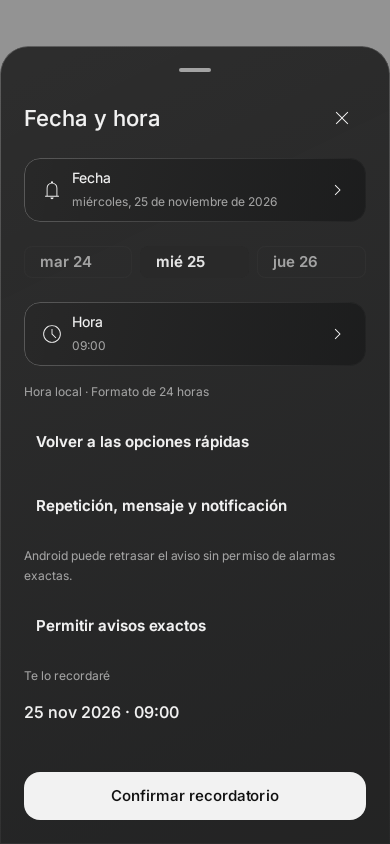 Fecha y hora
Fecha
miércoles, 25 de noviembre de 2026
mar 24
mié 25
jue 26
Hora
09:00
Hora local · Formato de 24 horas
Volver a las opciones rápidas
Repetición, mensaje y notificación
Android puede retrasar el aviso sin permiso de alarmas
exactas.
Permitir avisos exactos
Te lo recordaré
25 nov 2026 · 09:00
Confirmar recordatorio